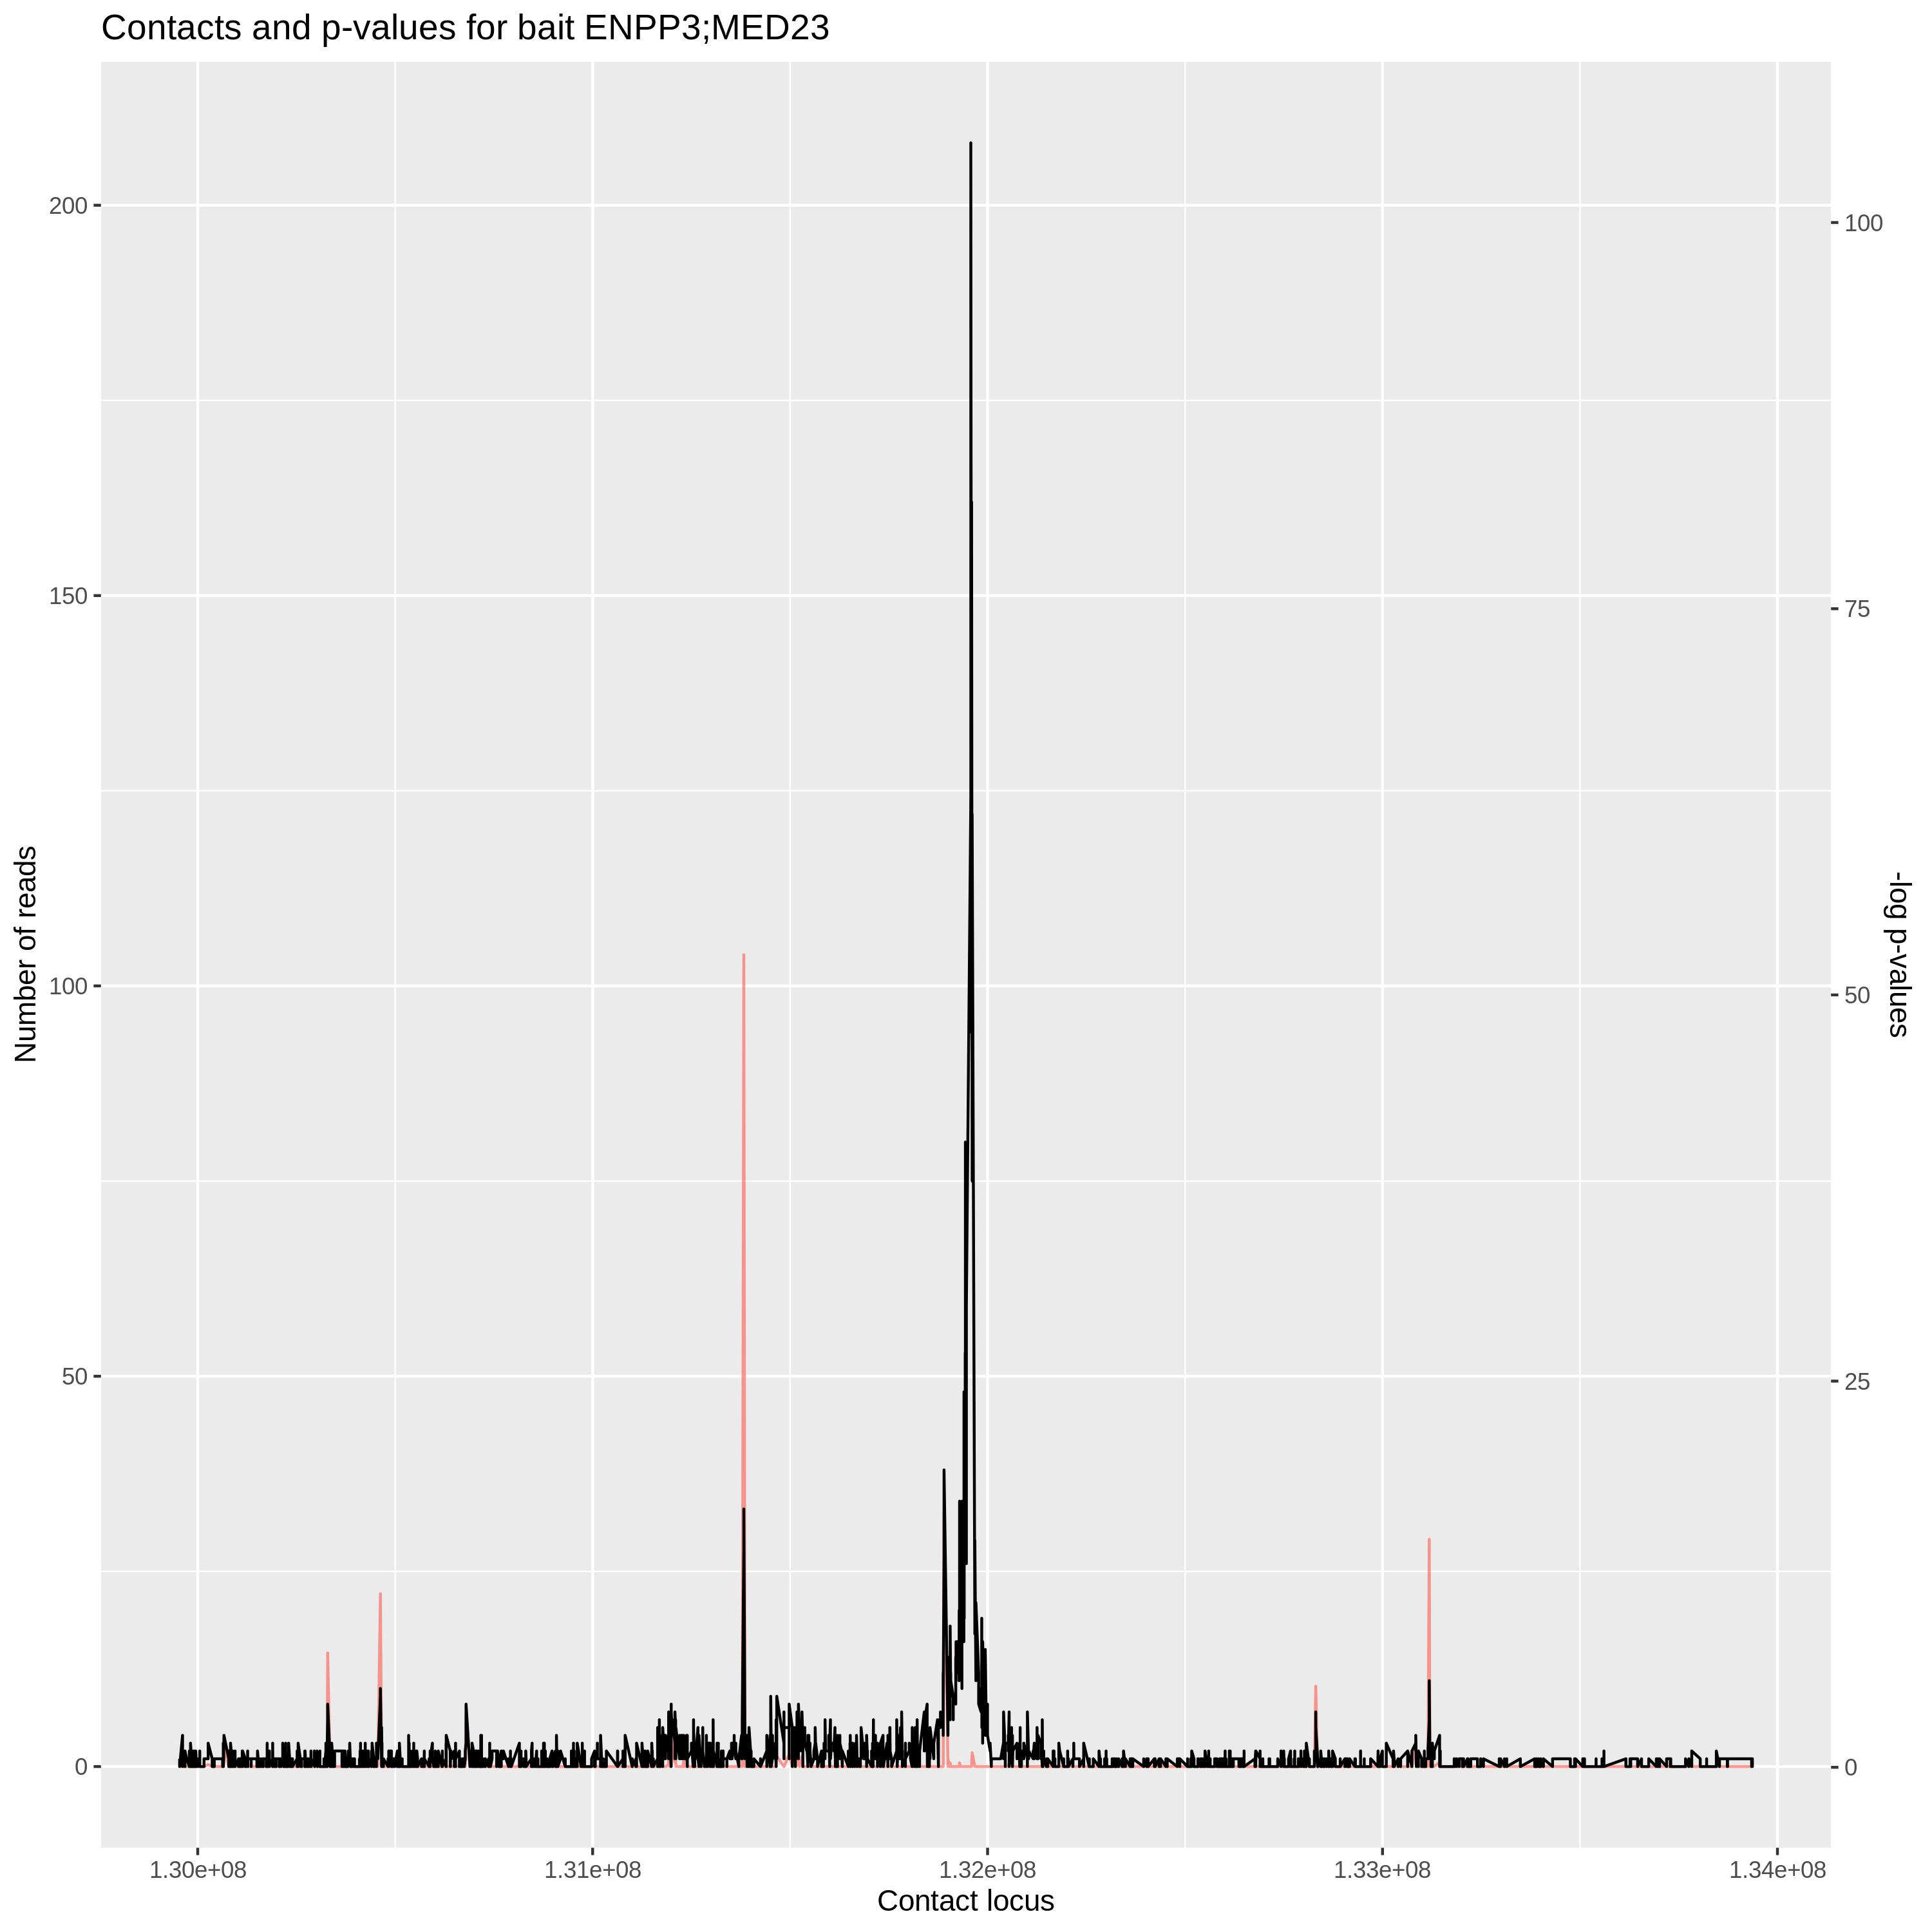 Contacts and p-values for bait ENPP3;MED23
200
150
100
50
0
Number of reads
100
75
50
25
0
-log p-values
1.30e+08
1.31e+08
1.32e+08
1.33e+08
1.34e+08
Contact locus